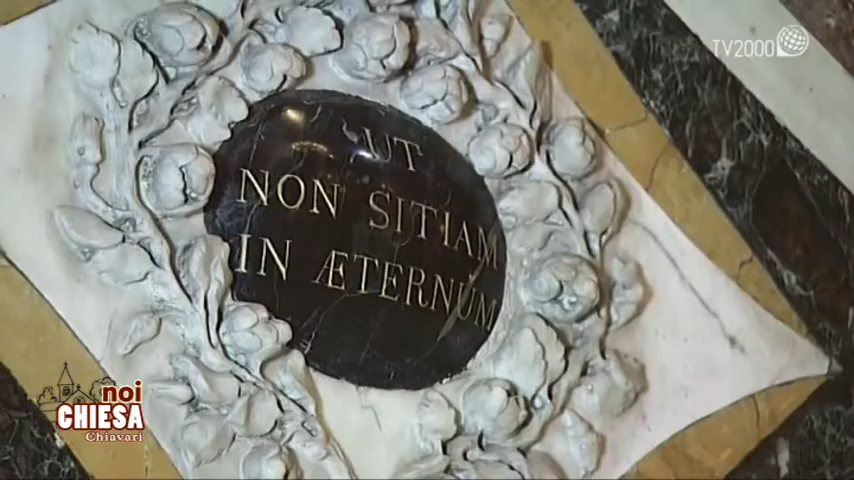 UT
NON SITIAM
IN ÆTERNUM
TV2000
noi
CHIESA
Chiavari